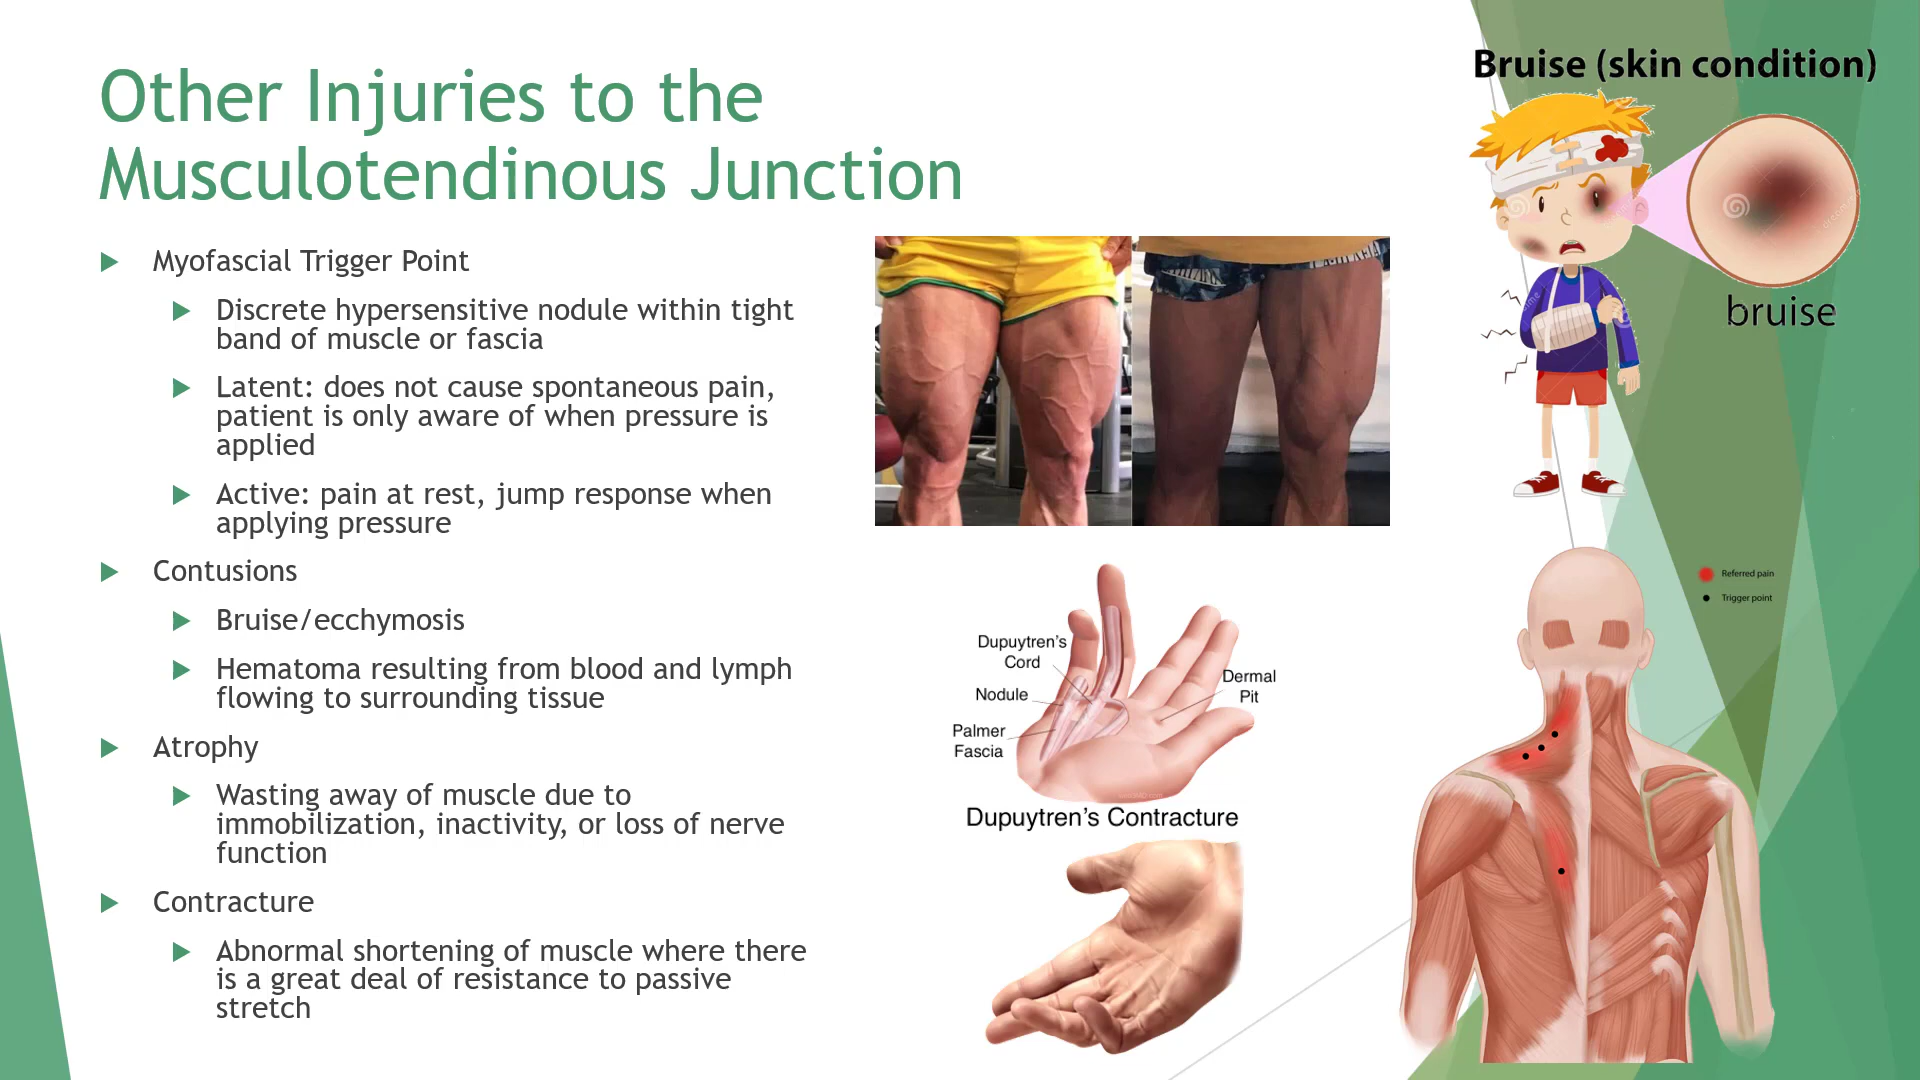 Other Injuries to the
Musculotendinous Junction
Myofascial Trigger Point
Discrete hypersensitive nodule within tight
band of muscle or fascia
Latent: does not cause spontaneous pain,
patient is only aware of when pressure is
applied
Active: pain at rest, jump response when
applying pressure
Contusions
Bruise/ecchymosis
Hematoma resulting from blood and lymph
flowing to surrounding tissue
Atrophy
Wasting away of muscle due to
immobilization, inactivity, or loss of nerve
function
Contracture
Abnormal shortening of muscle where there
is a great deal of resistance to passive
stretch
Dupuytren's
Cord
Nodule
Palmer
Fascia
Dermal
Pit
Dupuytren's Contracture
Bruise (skin condition)
bruise
Referred pain
Trigger point